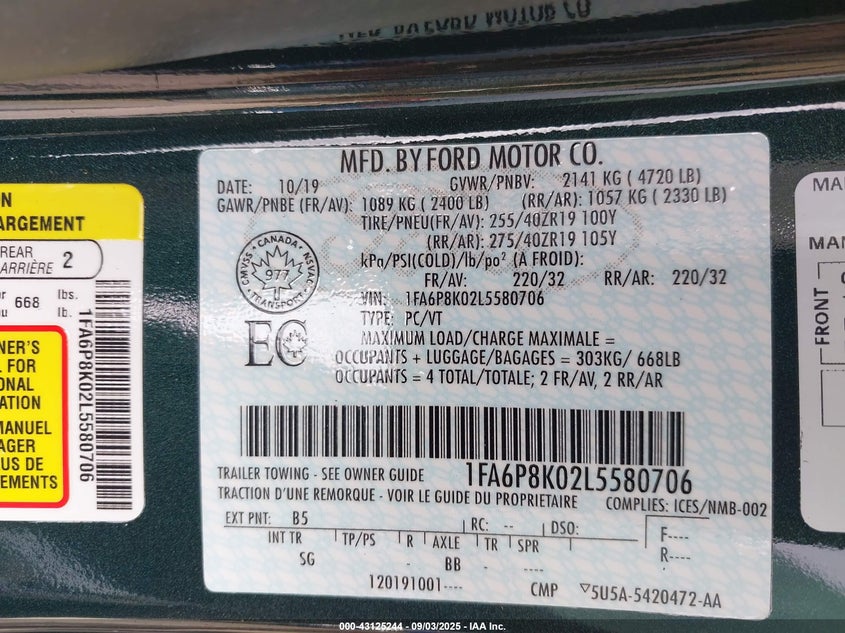 MFD. BY FORD MOTOR CO.
DATE: 10/19 GVWR/PNBV: 2141 KG ( 4720 LB)
GAWR/PNBE (FR/AV): 1089 KG ( 2400 LB) (RR/AR): 1057 KG ( 2330 LB)
TIRE/PNEU(FR/AV): 255/40ZR19 100Y
(RR/AR): 275/40ZR19 105Y
kPa/PSI(COLD)/lb/po² (A FROID):
FR/AV: 220/32 RR/AR: 220/32
VIN: 1FA6P8K02L5580706
TYPE: PC/VT
MAXIMUM LOAD/CHARGE MAXIMALE =
OCCUPANTS + LUGGAGE/BAGAGES = 303KG/ 668LB
OCCUPANTS = 4 TOTAL/TOTALE; 2 FR/AV, 2 RR/AR
CMVSS • CANADA • NSVAC
977
TRANSPORT
EC
1FA6P8K02L5580706
TRAILER TOWING - SEE OWNER GUIDE
TRACTION D'UNE REMORQUE - VOIR LE GUIDE DU PROPRIETAIRE
COMPLIES: ICES/NMB-002
EXT PNT: B5 RC: -- DSO:
F----
R----
INT TR TP/PS R AXLE TR SPR
SG - - BB - -
120191001---- CMP ▽5U5A-5420472-AA
ON
ARGEMENT
REAR
ARRIÈRE 2
or 668 lbs.
ou lb.
1FA6P8K02L5580706
NER'S
L FOR
ONAL
ATION
MANUEL
AGER
US DE
EMENTS
MA
MAN
FRONT
000-43125244 - 09/03/2025 - IAA Inc.